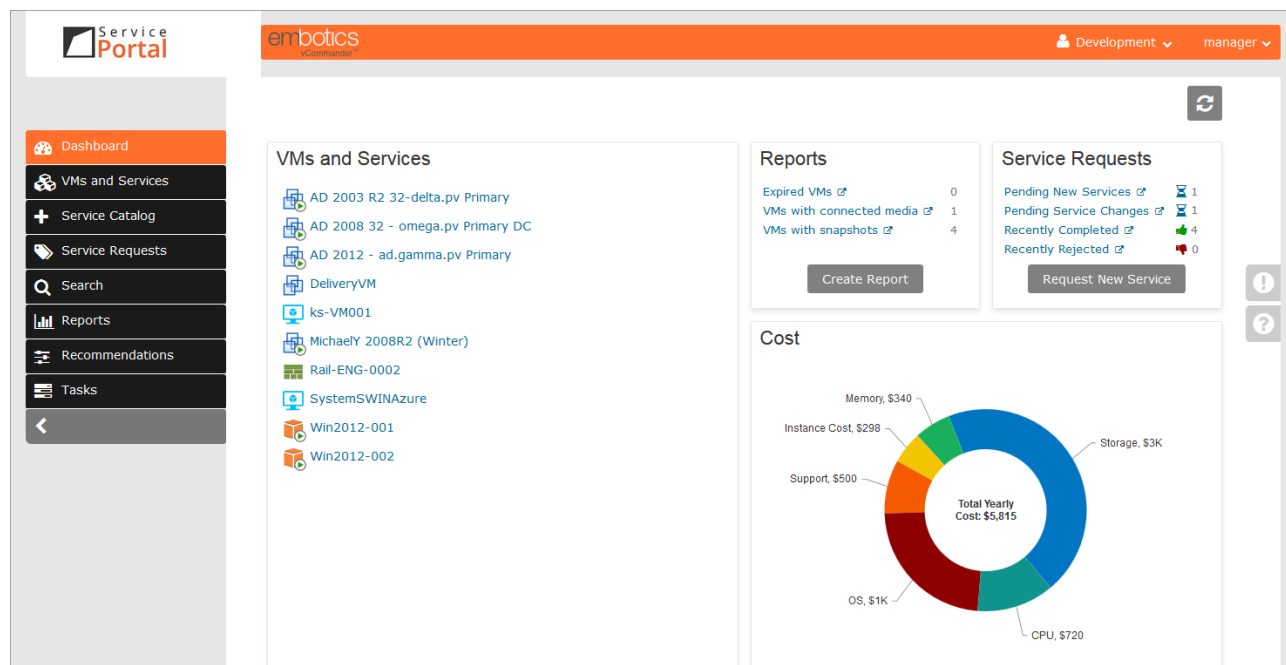 Service
Portal
embotics
vCommander™
Development
manager
Dashboard
VMs and Services
Service Catalog
Service Requests
Search
Reports
Recommendations
Tasks
VMs and Services
AD 2003 R2 32-delta.pv Primary
AD 2008 32 - omega.pv Primary DC
AD 2012 - ad.gamma.pv Primary
DeliveryVM
ks-VM001
MichaelY 2008R2 (Winter)
Rail-ENG-0002
SystemSWINAzure
Win2012-001
Win2012-002
Reports
Expired VMs 0
VMs with connected media 1
VMs with snapshots 4
Create Report
Service Requests
Pending New Services 1
Pending Service Changes 1
Recently Completed 4
Recently Rejected 0
Request New Service
Cost
Memory, $340
Instance Cost, $298
Storage, $3K
Support, $500
Total Yearly
Cost: $5,815
OS, $1K
CPU, $720